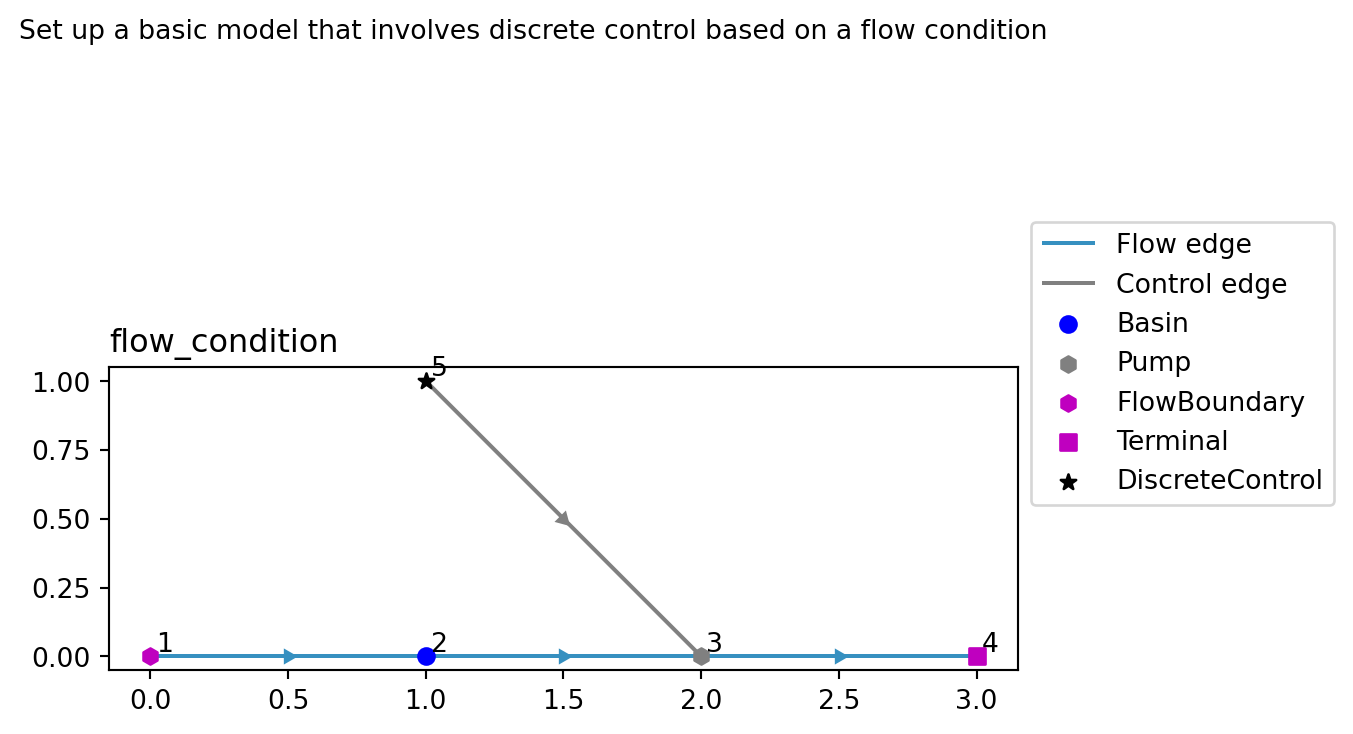 Set up a basic model that involves discrete control based on a flow condition
Flow edge
Control edge
Basin
Pump
FlowBoundary
Terminal
DiscreteControl
flow_condition
5
1.00
0.75
0.50
0.25
0.00
1
2
3
4
0.0 0.5 1.0 1.5 2.0 2.5 3.0